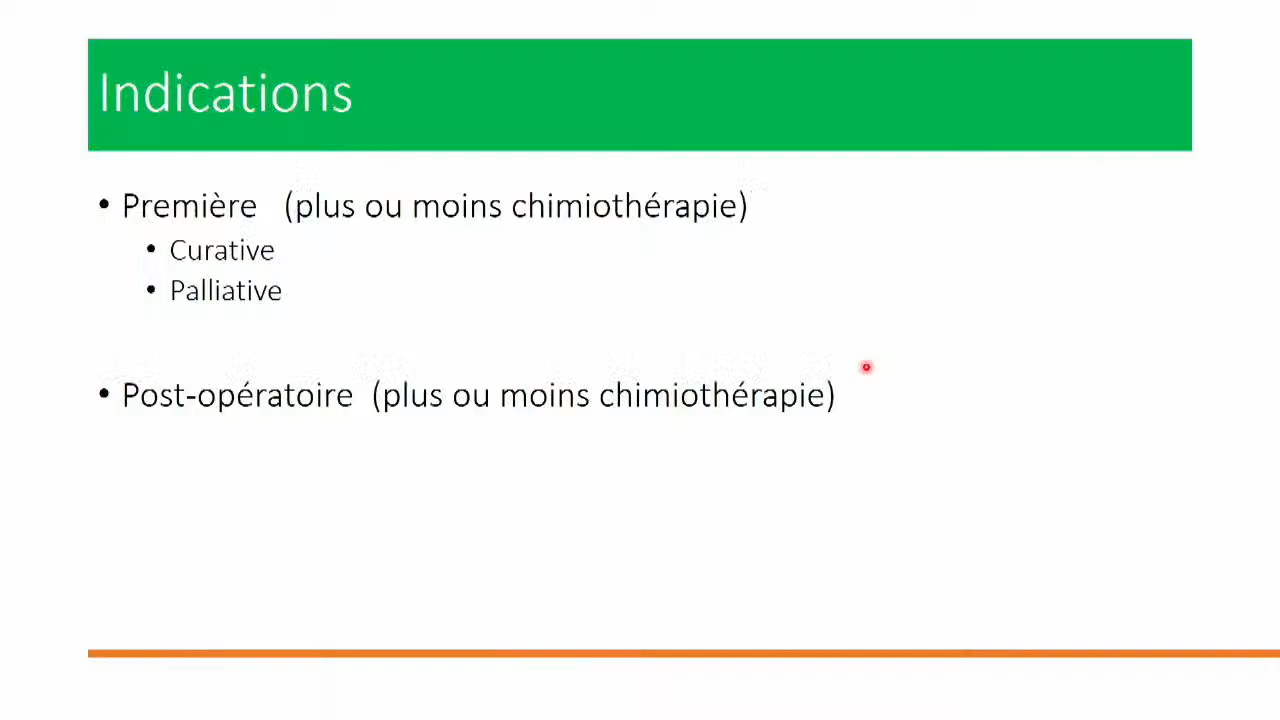 Indications
• Première (plus ou moins chimiothérapie)
• Curative
• Palliative
• Post-opératoire (plus ou moins chimiothérapie)